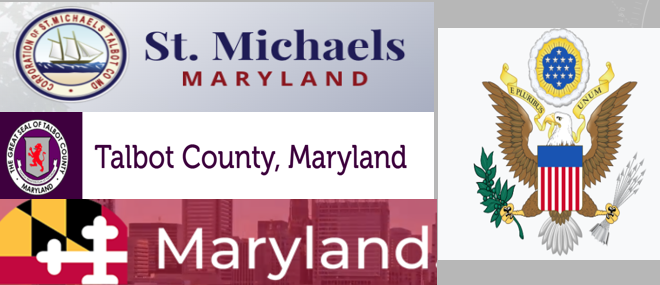 CORPORATION OF ST. MICHAELS TALBOT CO MD
St. Michaels
MARYLAND
THE GREAT SEAL OF TALBOT COUNTY
· MARYLAND ·
Talbot County, Maryland
Maryland
E PLURIBUS UNUM